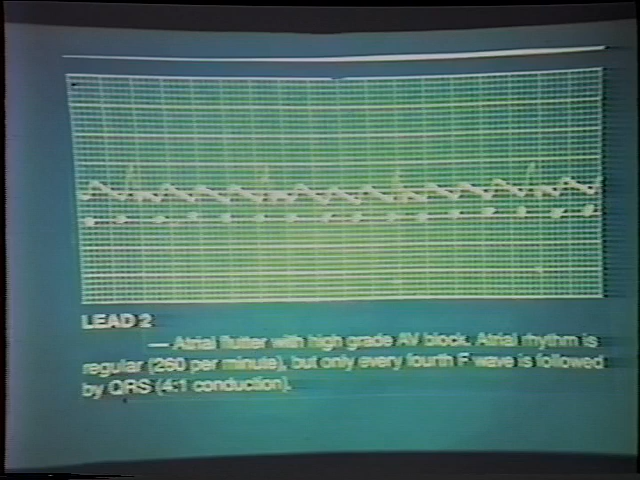 LEAD 2
— Atrial flutter with high grade AV block. Atrial rhythm is
regular (260 per minute), but only every fourth F wave is followed
by QRS (4:1 conduction).